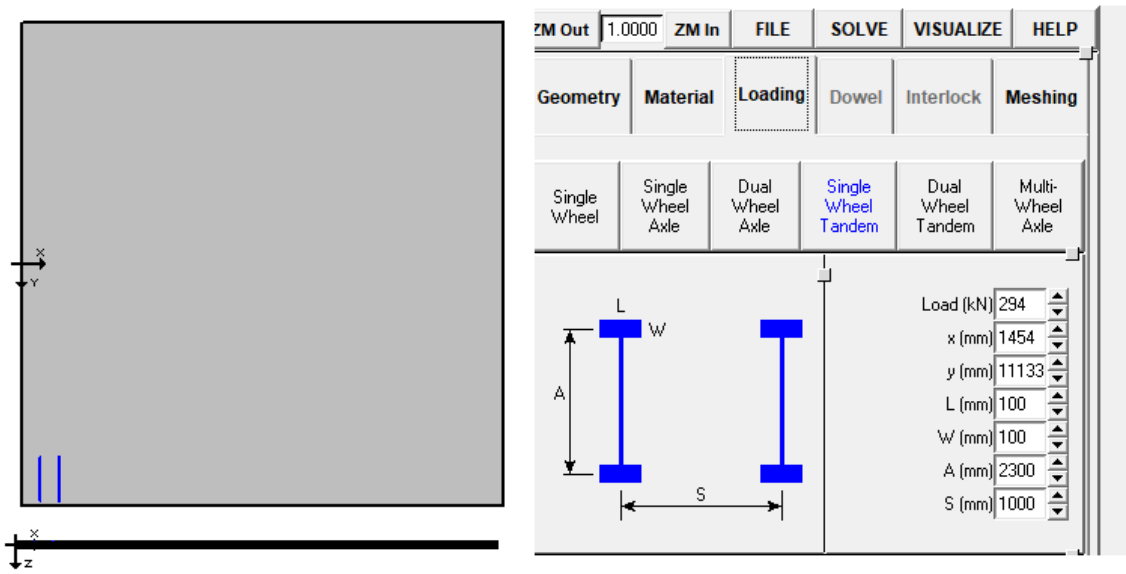 X
Y
X
Z
ZM Out 1.0000 ZM In FILE SOLVE VISUALIZE HELP
Geometry Material Loading Dowel Interlock Meshing
Single
Wheel
Single
Wheel
Axle
Dual
Wheel
Axle
Single
Wheel
Tandem
Dual
Wheel
Tandem
Multi-
Wheel
Axle
L
W
A
S
Load (kN) 294
x (mm) 1454
y (mm) 11133
L (mm) 100
W (mm) 100
A (mm) 2300
S (mm) 1000